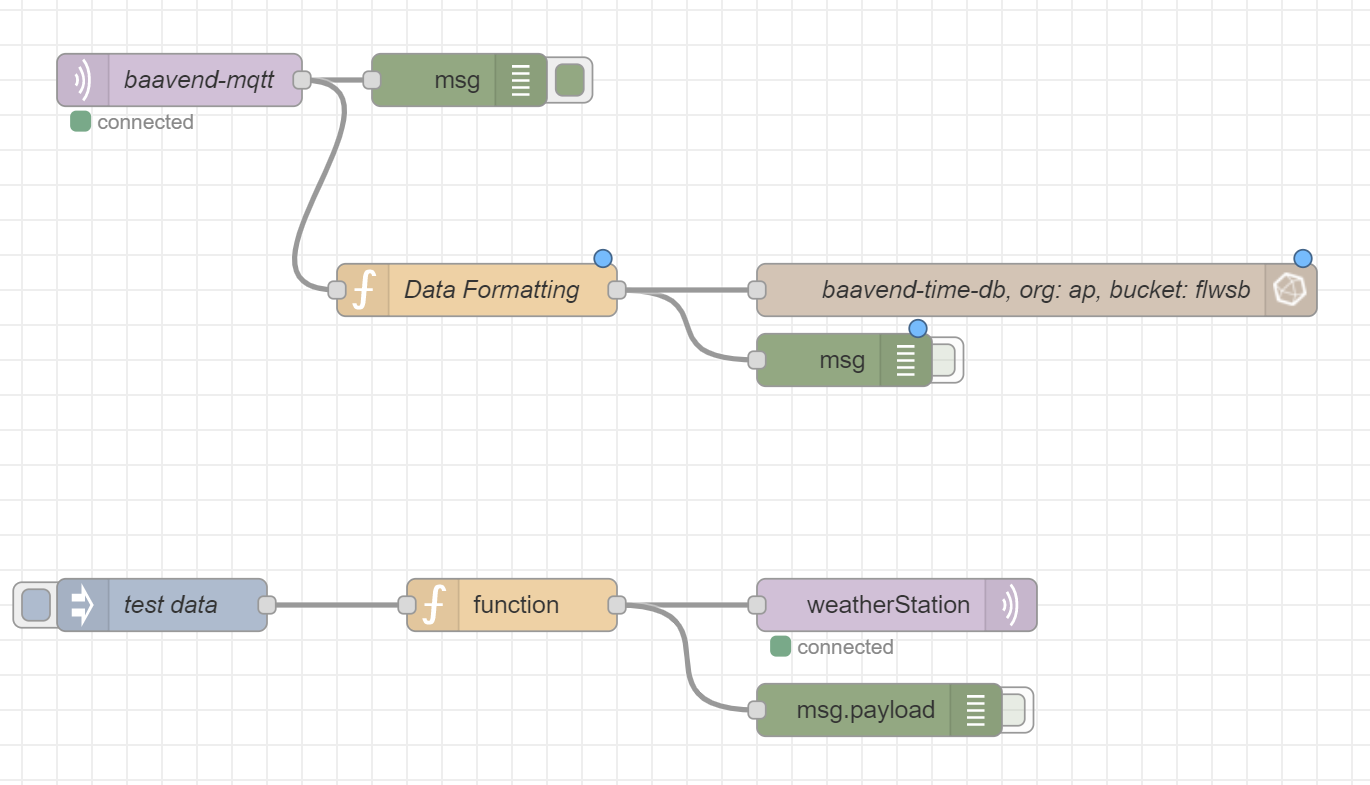 baavend-mqtt
msg
connected
Data Formatting
baavend-time-db, org: ap, bucket: flwsb
msg
test data
function
weatherStation
connected
msg.payload